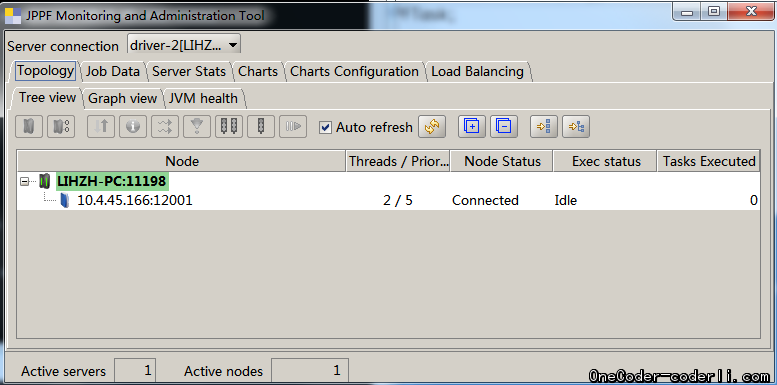 JPPF Monitoring and Administration Tool
Server connection driver-2[LIHZ...
Topology Job Data Server Stats Charts Charts Configuration Load Balancing
Tree view Graph view JVM health
Auto refresh
Node Threads / Prior... Node Status Exec status Tasks Executed
LIHZH-PC:11198
10.4.45.166:12001 2 / 5 Connected Idle 0
Active servers 1 Active nodes 1
OneCoder-coderli.com